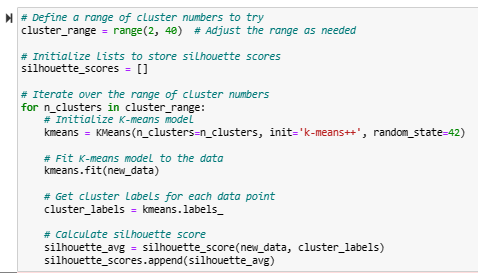 # Define a range of cluster numbers to try
cluster_range = range(2, 40)  # Adjust the range as needed

# Initialize lists to store silhouette scores
silhouette_scores = []

# Iterate over the range of cluster numbers
for n_clusters in cluster_range:
    # Initialize K-means model
    kmeans = KMeans(n_clusters=n_clusters, init='k-means++', random_state=42)

    # Fit K-means model to the data
    kmeans.fit(new_data)

    # Get cluster labels for each data point
    cluster_labels = kmeans.labels_

    # Calculate silhouette score
    silhouette_avg = silhouette_score(new_data, cluster_labels)
    silhouette_scores.append(silhouette_avg)